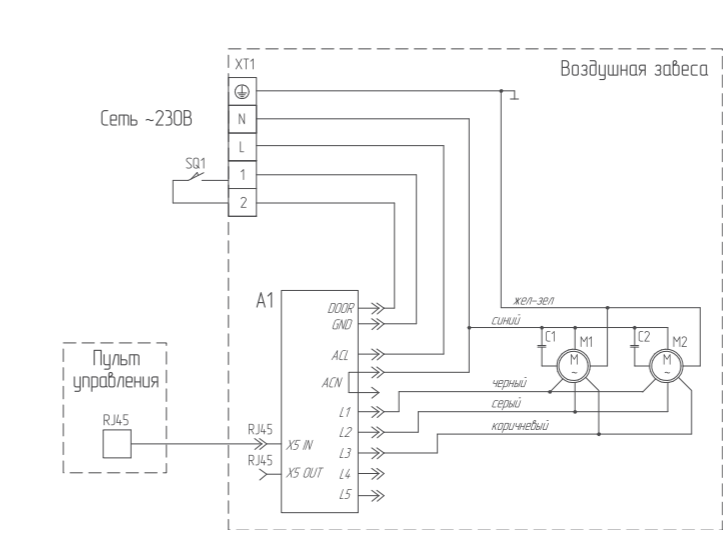 XT1
Воздушная завеса
Сеть ~230В
N
L
SQ1
1
2
A1
DOOR
GND
жел-зел
синий
C1
M1
C2
M2
ACL
M
~
M
~
Пульт
управления
ACN
черный
L1
серый
RJ45
RJ45
L2
коричневый
X5 IN
L3
RJ45
X5 OUT
L4
L5